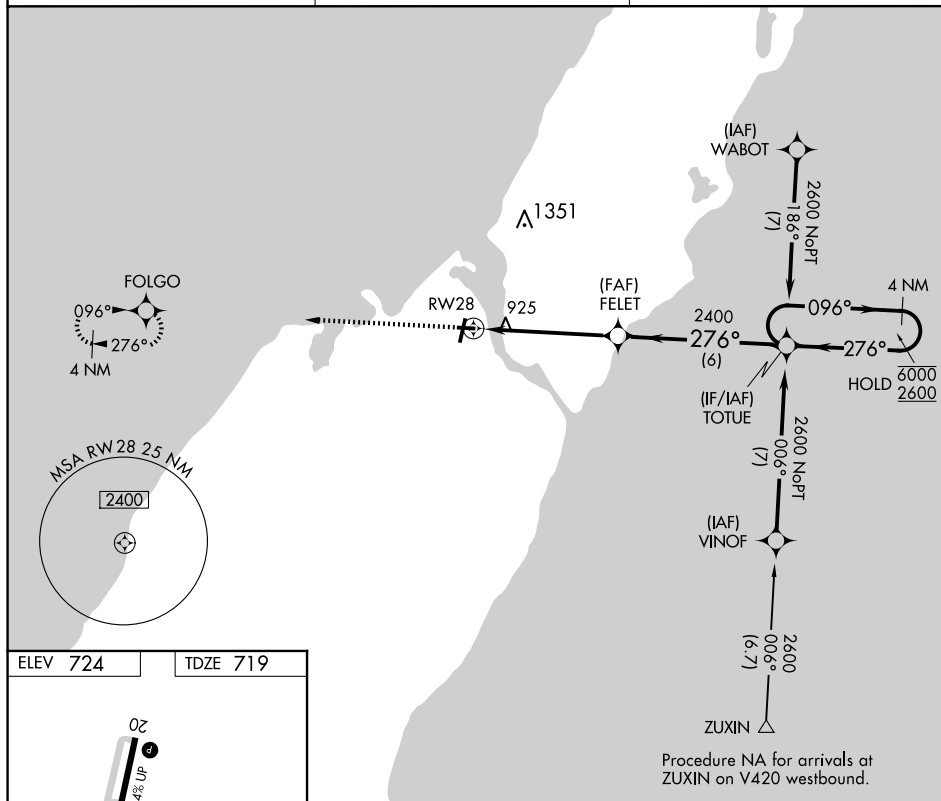 (IAF)
WABOT
2600 NoPT
186°
(7)
1351
FOLGO
096°
276°
4 NM
RW28
925
(FAF)
FELET
2400
276°
(6)
096°
4 NM
276°
HOLD
6000
2600
(IF/IAF)
TOTUE
2600 NoPT
006°
(7)
MSA RW28 25 NM
2400
(IAF)
VINOF
2600
006°
(6.7)
ZUXIN
Procedure NA for arrivals at
ZUXIN on V420 westbound.
ELEV 724
TDZE 719
20
P
4% UP